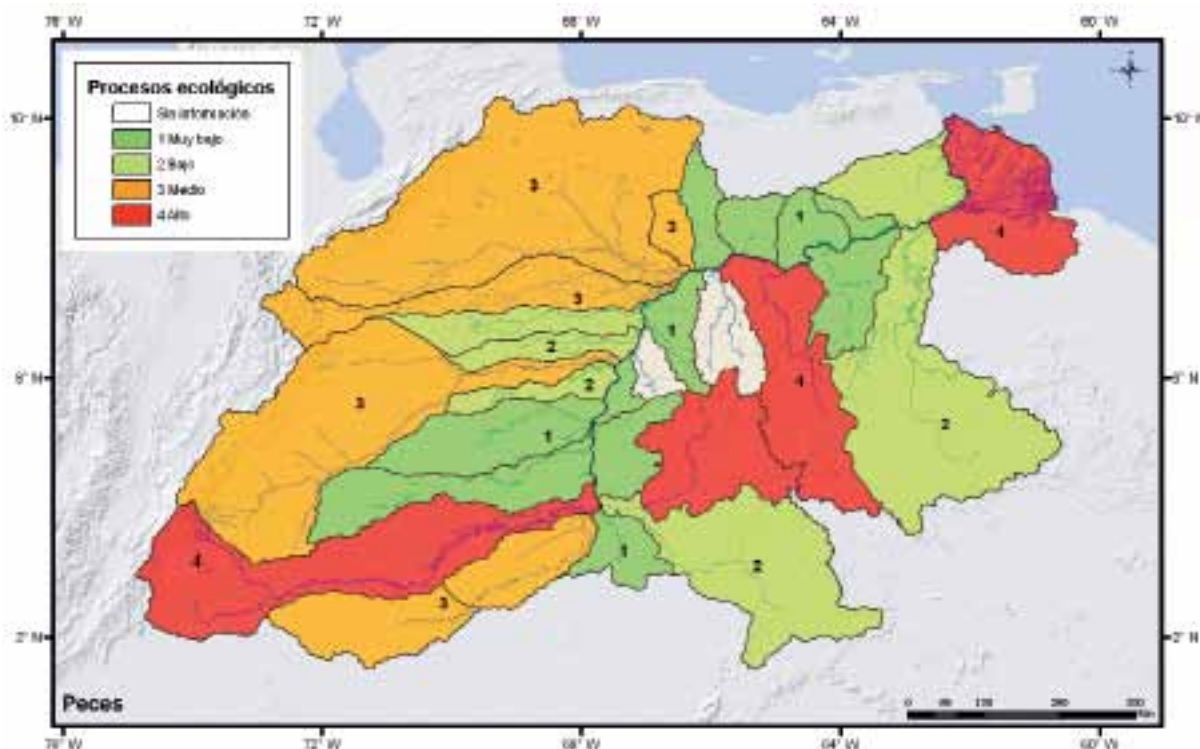 76° W 72° W 68° W 64° W 60° W
Procesos ecológicos
Sin información
1 Muy bajo
2 Bajo
3 Medio
4 Alto
10° N 10° N
3
1
3
4
3
1
2
6° N 6° N
4
2
3
2
1
1
4
2
3
2° N 2° N
Peces
0
76° W 72° W 68° W 64° W 60° W